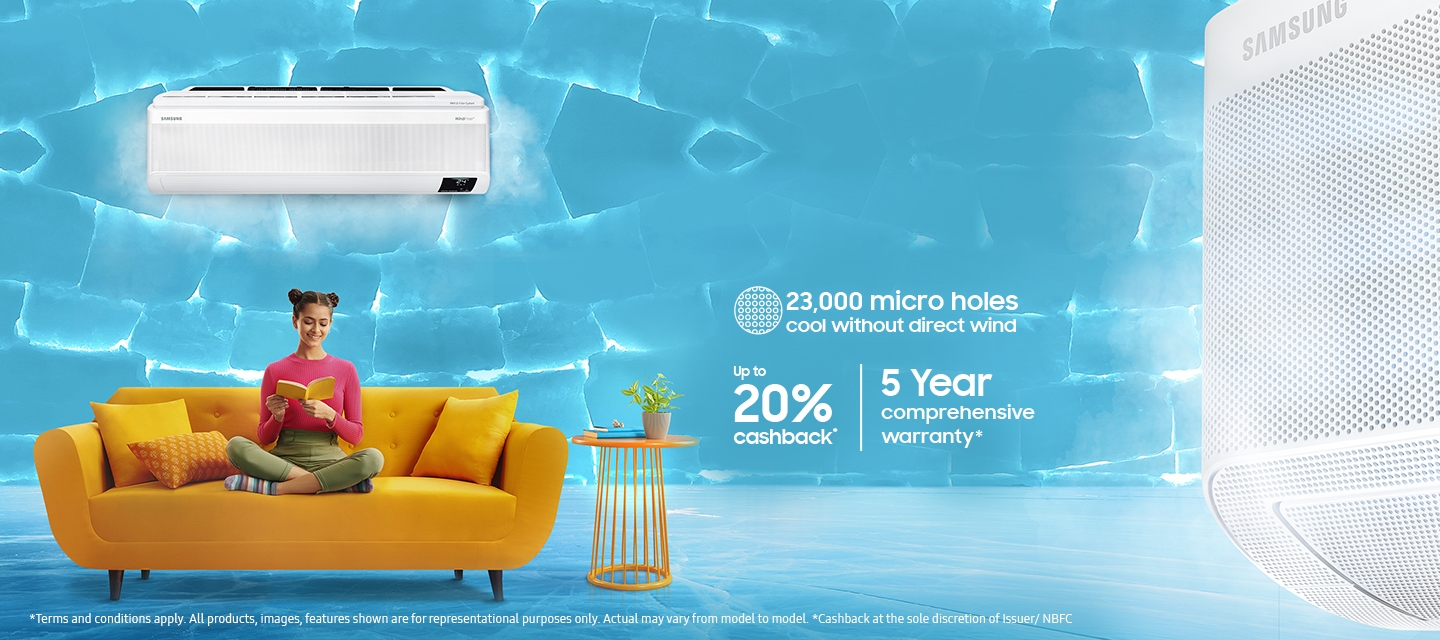 SAMSUNG
SAMSUNG
WindFree™
24
23,000 micro holes
cool without direct wind
Up to
20%
cashback*
5 Year
comprehensive
warranty*
*Terms and conditions apply. All products, images, features shown are for representational purposes only. Actual may vary from model to model. *Cashback at the sole discretion of Issuer/ NBFC